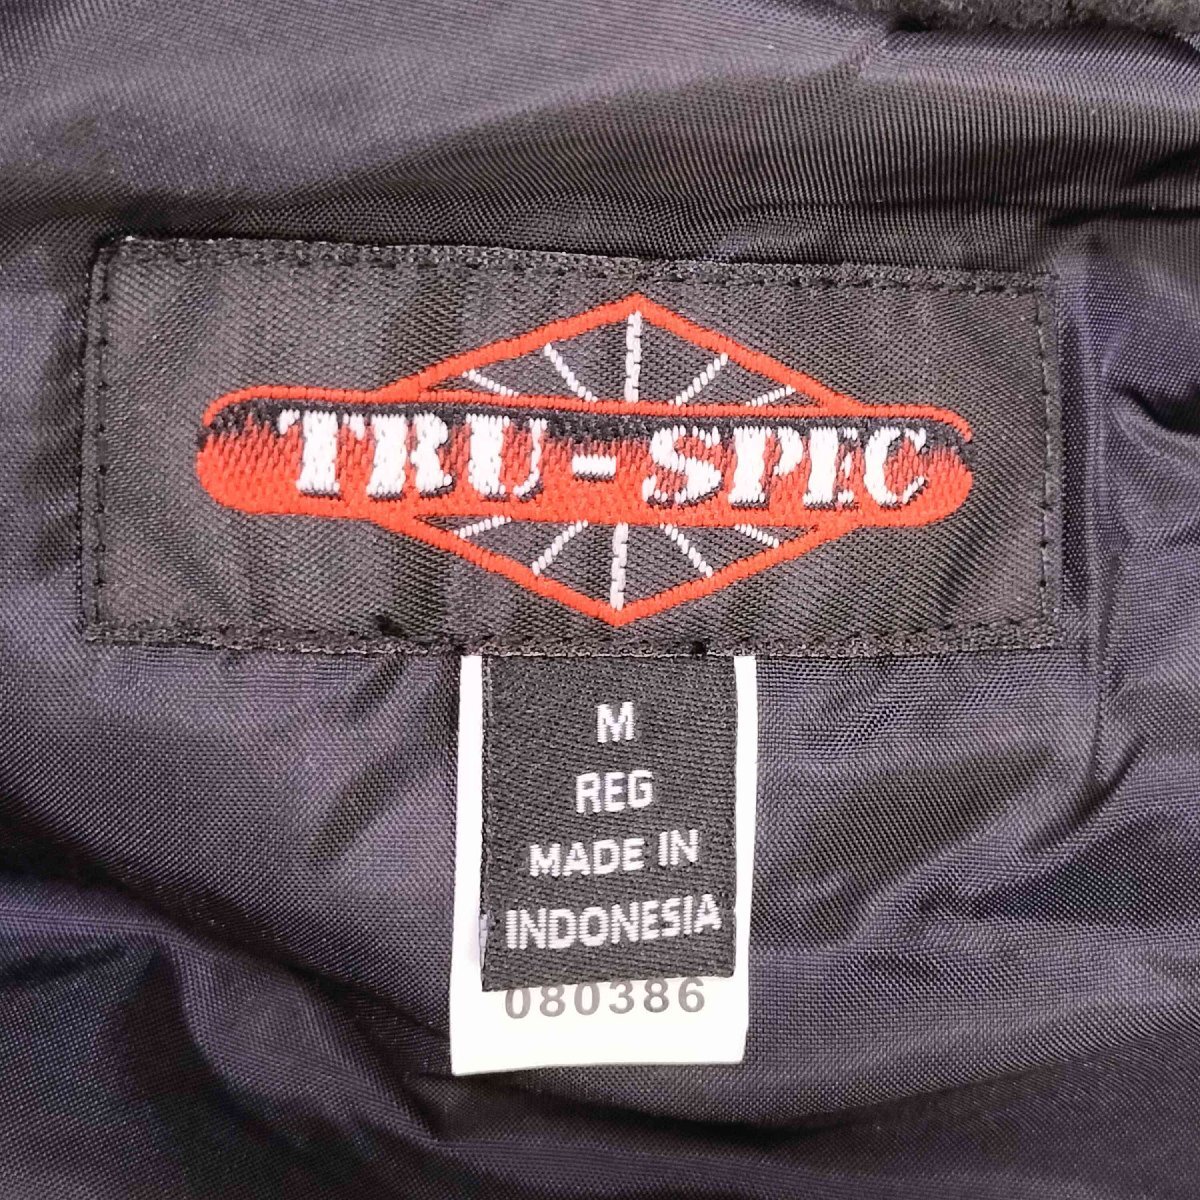 TRU-SPEC
M
REG
MADE IN
INDONESIA
080386